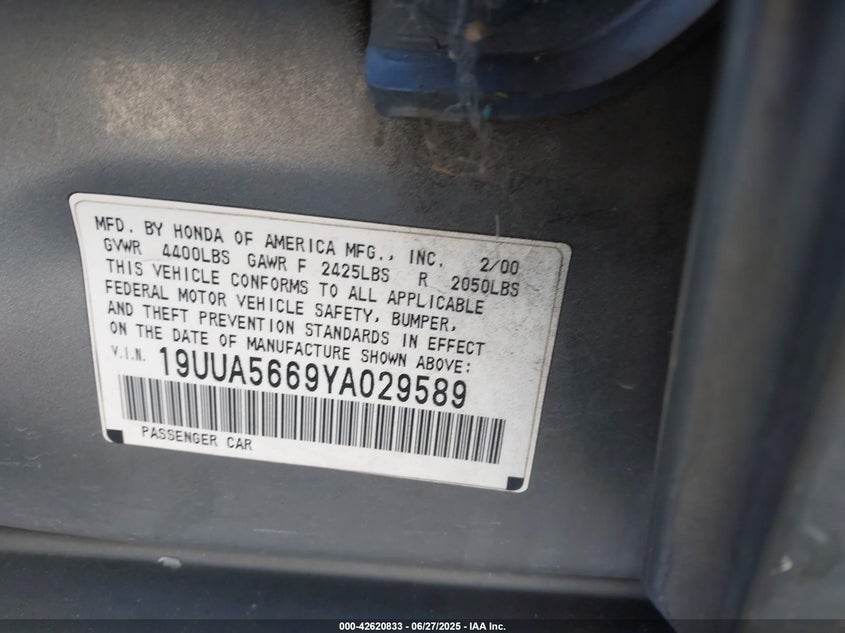 MFD. BY HONDA OF AMERICA MFG., INC. 2/00
GVWR 4400LBS GAWR F 2425LBS R 2050LBS
THIS VEHICLE CONFORMS TO ALL APPLICABLE
FEDERAL MOTOR VEHICLE SAFETY, BUMPER,
AND THEFT PREVENTION STANDARDS IN EFFECT
ON THE DATE OF MANUFACTURE SHOWN ABOVE:
V.I.N. 19UUA5669YA029589
PASSENGER CAR
000-42620833 - 06/27/2025 - IAA Inc.